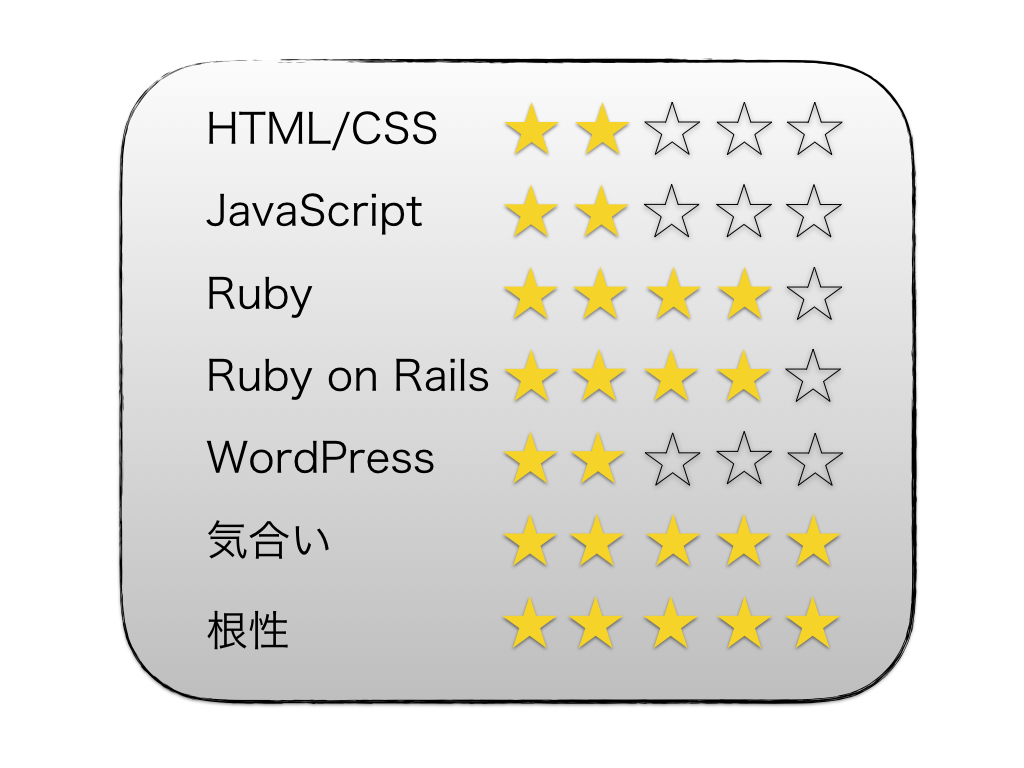 HTML/CSS ★★☆☆☆
JavaScript ★★☆☆☆
Ruby ★★★★☆
Ruby on Rails ★★★★☆
WordPress ★★☆☆☆
気合い ★★★★★
根性 ★★★★★